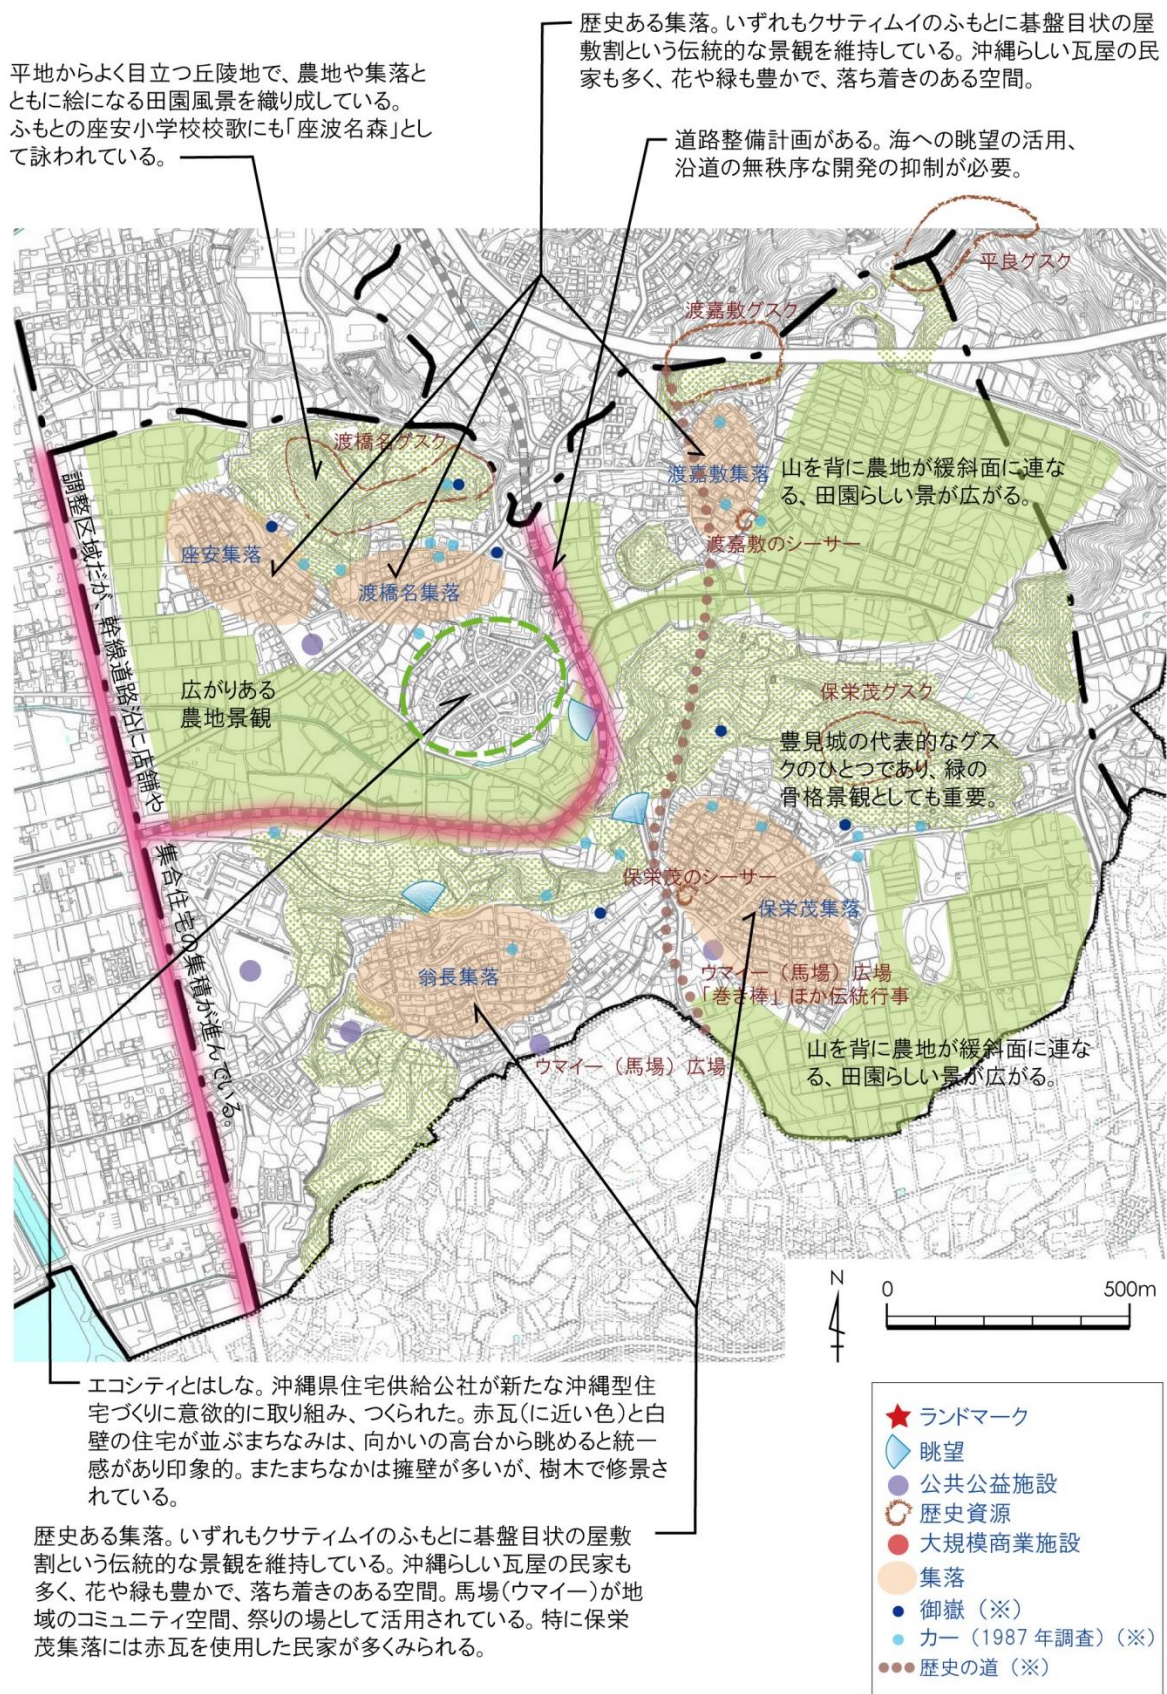 歴史ある集落。いずれもクサティムイのふもとに碁盤目状の屋
敷割という伝統的な景観を維持している。沖縄らしい瓦屋の民
家も多く、花や緑も豊かで、落ち着きのある空間。
平地からよく目立つ丘陵地で、農地や集落と
ともに絵になる田園風景を織り成している。
ふもとの座安小学校校歌にも「座波名森」とし
て詠われている。
道路整備計画がある。海への眺望の活用、
沿道の無秩序な開発の抑制が必要。
平良グスク
渡嘉敷グスク
渡橋名グスク
渡嘉敷集落
山を背に農地が緩斜面に連な
る、田園らしい景が広がる。
渡嘉敷のシーサー
座安集落
渡橋名集落
調整区域だが、幹線道路沿に店舗や
集合住宅の集積が進んでいる。
広がりある
農地景観
保栄茂グスク
豊見城の代表的なグス
クのひとつであり、緑の
骨格景観としても重要。
保栄茂のシーサー
保栄茂集落
翁長集落
ウマイー（馬場）広場
「巻き棒」ほか伝統行事
ウマイー（馬場）広場
山を背に農地が緩斜面に連な
る、田園らしい景が広がる。
N
0 500m
エコシティとはしな。沖縄県住宅供給公社が新たな沖縄型住
宅づくりに意欲的に取り組み、つくられた。赤瓦(に近い色)と白
壁の住宅が並ぶまちなみは、向かいの高台から眺めると統一
感があり印象的。またまちなかは擁壁が多いが、樹木で修景さ
れている。
歴史ある集落。いずれもクサティムイのふもとに碁盤目状の屋敷
割という伝統的な景観を維持している。沖縄らしい瓦屋の民家も
多く、花や緑も豊かで、落ち着きのある空間。馬場(ウマイー)が地
域のコミュニティ空間、祭りの場として活用されている。特に保栄
茂集落には赤瓦を使用した民家が多くみられる。
ランドマーク
眺望
公共公益施設
歴史資源
大規模商業施設
集落
御嶽（※）
カー（1987年調査）（※）
歴史の道（※）